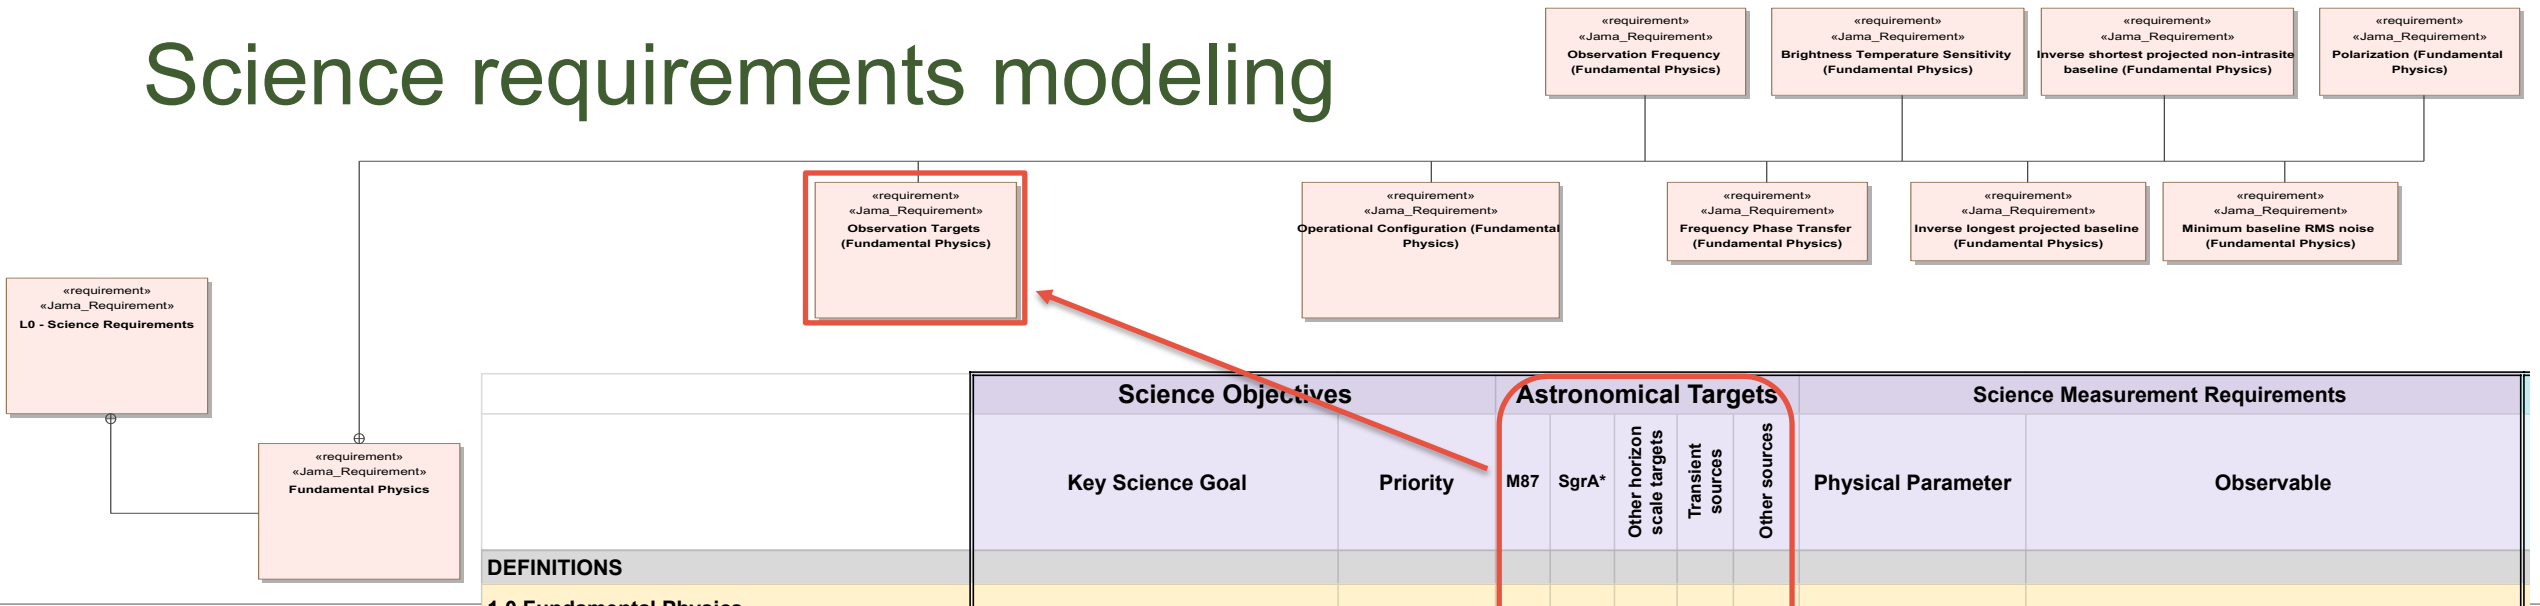 Science requirements modeling
«requirement»
«Jama_Requirement»
Observation Frequency
(Fundamental Physics)
«requirement»
«Jama_Requirement»
Brightness Temperature Sensitivity
(Fundamental Physics)
«requirement»
«Jama_Requirement»
Inverse shortest projected non-intrasite
baseline (Fundamental Physics)
«requirement»
«Jama_Requirement»
Polarization (Fundamental
Physics)
«requirement»
«Jama_Requirement»
Observation Targets
(Fundamental Physics)
«requirement»
«Jama_Requirement»
Operational Configuration (Fundamental
Physics)
«requirement»
«Jama_Requirement»
Frequency Phase Transfer
(Fundamental Physics)
«requirement»
«Jama_Requirement»
Inverse longest projected baseline
(Fundamental Physics)
«requirement»
«Jama_Requirement»
Minimum baseline RMS noise
(Fundamental Physics)
«requirement»
«Jama_Requirement»
L0 - Science Requirements
«requirement»
«Jama_Requirement»
Fundamental Physics
Science Objectives
Astronomical Targets
Science Measurement Requirements
Key Science Goal
Priority
M87
SgrA*
Other horizon
scale targets
Transient
sources
Other sources
Physical Parameter
Observable
DEFINITIONS
1.0 Fundamental Physics